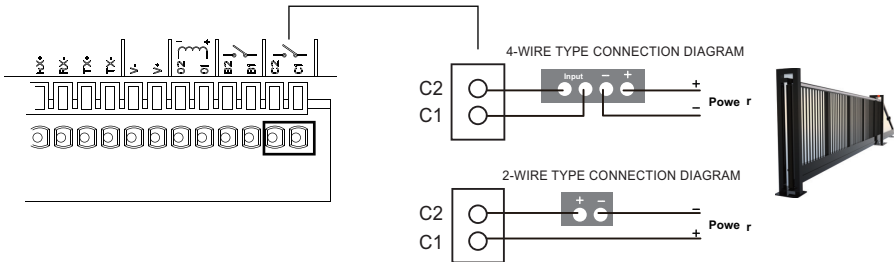 RX+ RX- TX+ TX- V- V+ O2 O1 B2 B1 C2 C1
- +
4-WIRE TYPE CONNECTION DIAGRAM
C2
C1
Input - +
+
Powe r
-
2-WIRE TYPE CONNECTION DIAGRAM
C2
C1
+ -
-
Powe r
+